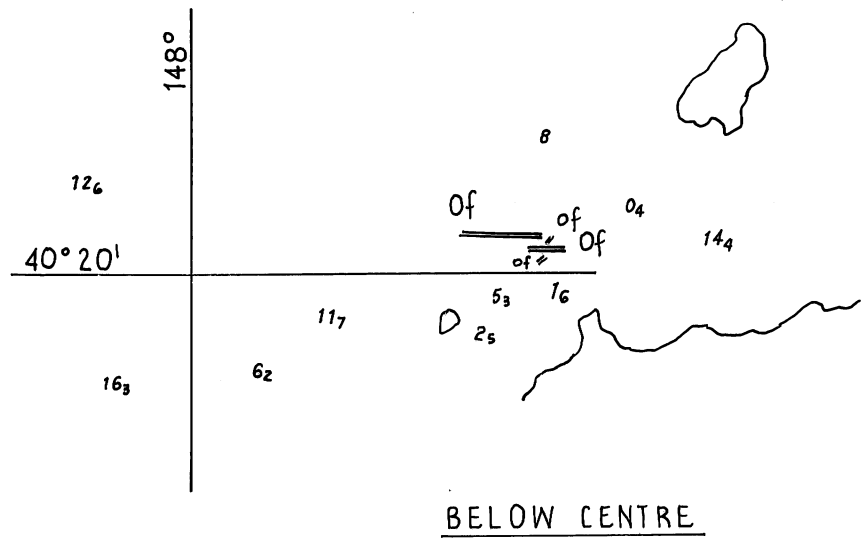 148°
8
12₆
Of
Of
O₄
Of
14₄
40° 20'
Of
5₃
1₆
11₇
2₅
16₃
6₂
BELOW CENTRE